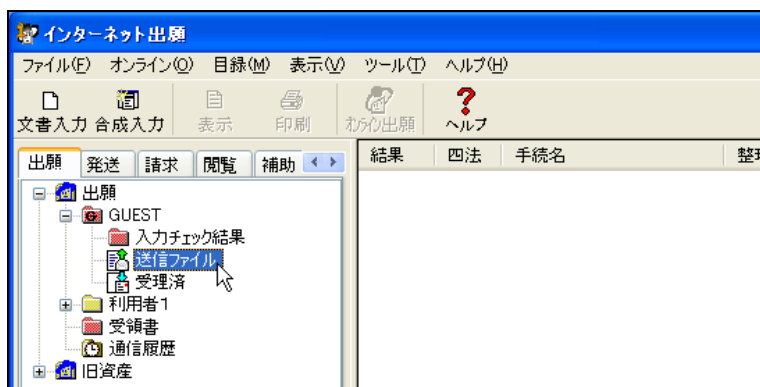 インターネット出願
ファイル(F) オンライン(O) 目録(M) 表示(V) ツール(T) ヘルプ(H)
文書入力 合成入力 表示 印刷 オンライン出願 ヘルプ
出願 発送 請求 閲覧 補助
結果 四法 手続名
出願
GUEST
入力チェック結果
送信ファイル
受理済
利用者1
受領書
通信履歴
旧資産